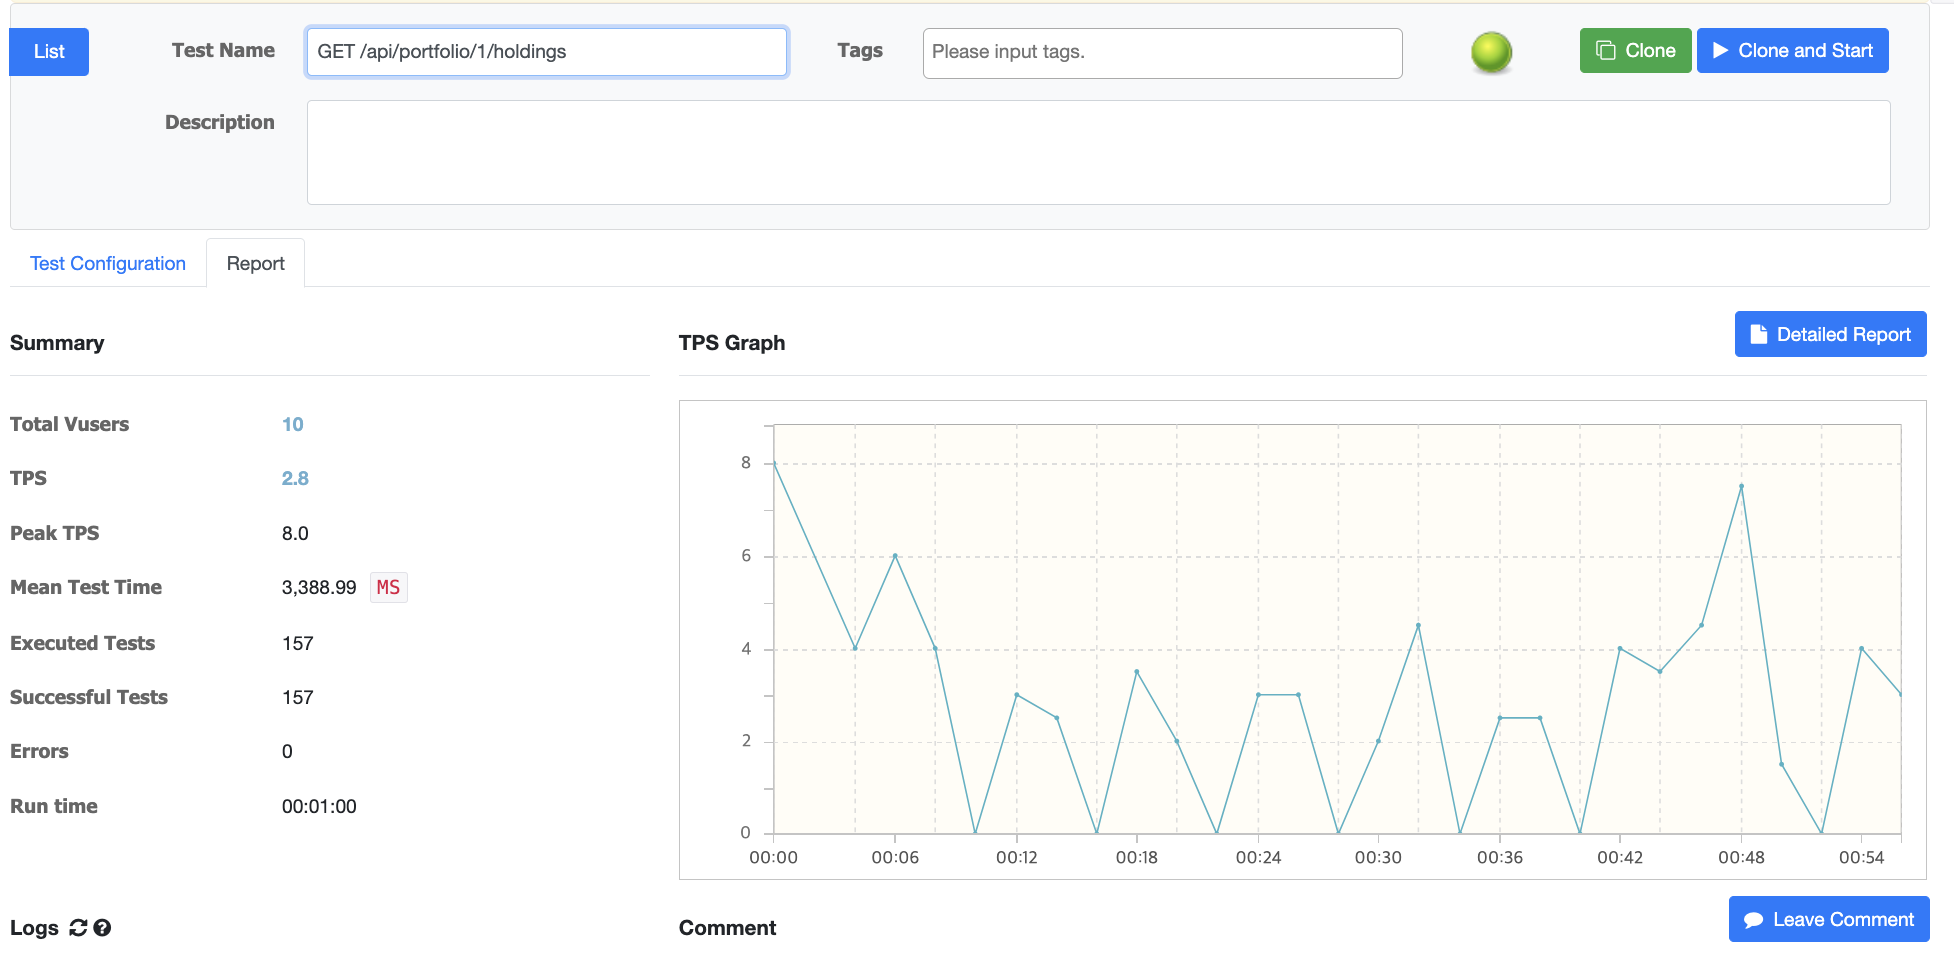 List
Test Name
GET /api/portfolio/1/holdings
Tags
Please input tags.
Clone
Clone and Start
Description
Test Configuration
Report
Summary
Total Vusers 10
TPS 2.8
Peak TPS 8.0
Mean Test Time 3,388.99 MS
Executed Tests 157
Successful Tests 157
Errors 0
Run time 00:01:00
TPS Graph
Detailed Report
8
6
4
2
0
00:00 00:06 00:12 00:18 00:24 00:30 00:36 00:42 00:48 00:54
Logs
Comment
Leave Comment